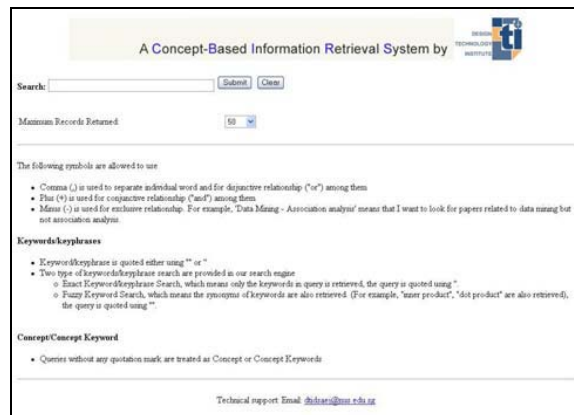 A Concept-Based Information Retrieval System by
DESIGN
TECHNOLOGY
INSTITUTE
dti
Search:
Submit
Clear
Maximum Records Returned:
50
The following symbols are allowed to use
• Comma (,) is used to separate individual word and for disjunctive relationship ("or") among them
• Plus (+) is used for conjunctive relationship ("and") among them
• Minus (-) is used for exclusive relationship. For example, 'Data Mining - Association analysis' means that I want to look for papers related to data mining but
not association analysis.
Keywords/keyphrases
• Keyword/keyphrase is quoted either using "" or ''
• Two type of keywords/keyphrase search are provided in our search engine
o Exact Keyword/keyphrase Search, which means only the keywords in query is retrieved, the query is quoted using ''.
o Fuzzy Keyword Search, which means the synonyms of keywords are also retrieved. (For example, "inner product", "dot product" are also retrieved),
the query is quoted using "".
Concept/Concept Keyword
• Queries without any quotation mark are treated as Concept or Concept Keywords
Technical support: Email: @nus.edu.sg